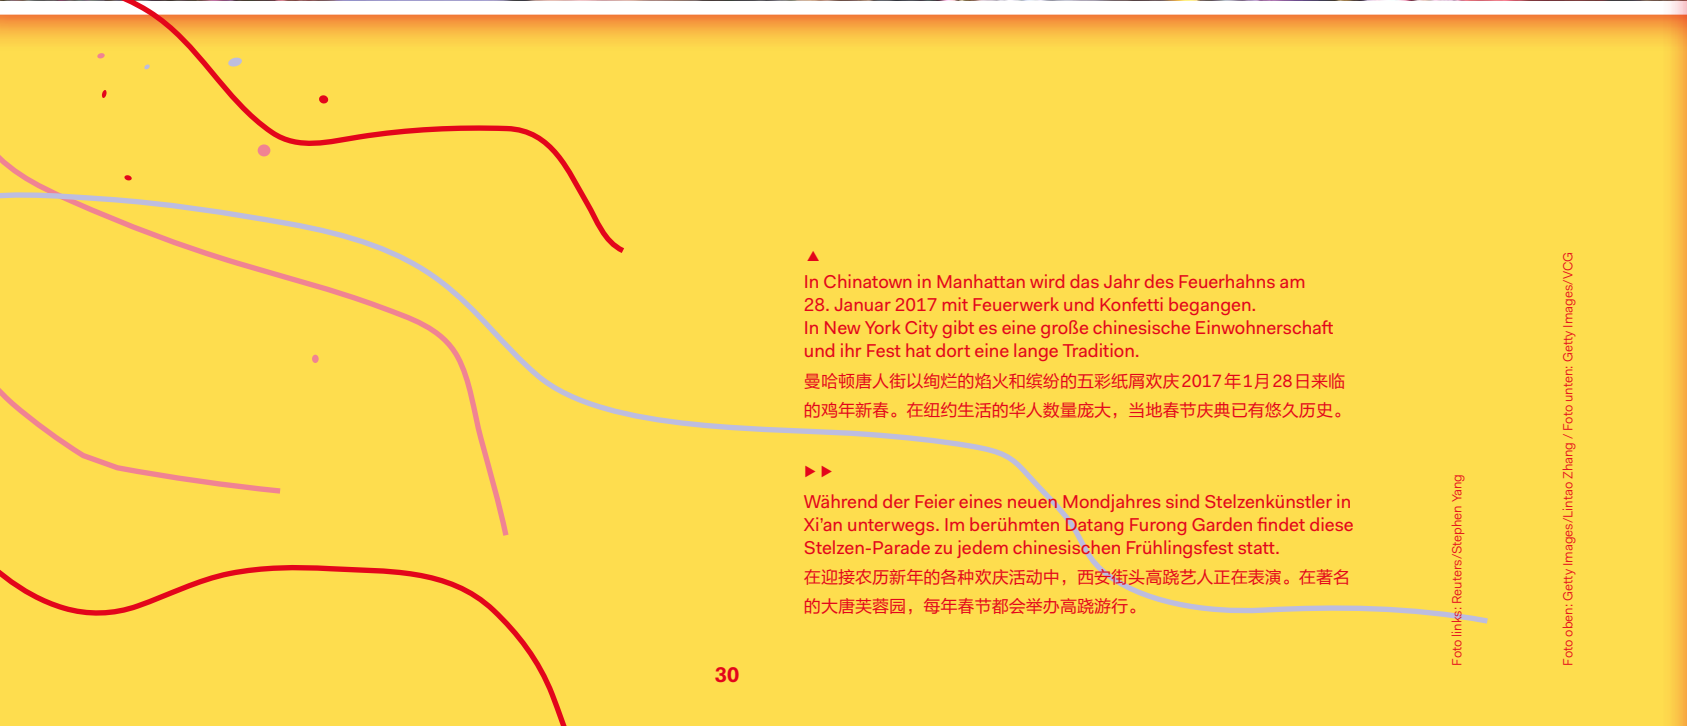 ▲
In Chinatown in Manhattan wird das Jahr des Feuerhahns am
28. Januar 2017 mit Feuerwerk und Konfetti begangen.
In New York City gibt es eine große chinesische Einwohnerschaft
und ihr Fest hat dort eine lange Tradition.
曼哈顿唐人街以绚烂的焰火和缤纷的五彩纸屑欢庆2017年1月28日来临
的鸡年新春。在纽约生活的华人数量庞大，当地春节庆典已有悠久历史。
▶▶
Während der Feier eines neuen Mondjahres sind Stelzenkünstler in
Xi’an unterwegs. Im berühmten Datang Furong Garden findet diese
Stelzen-Parade zu jedem chinesischen Frühlingsfest statt.
在迎接农历新年的各种欢庆活动中，西安街头高跷艺人正在表演。在著名
的大唐芙蓉园，每年春节都会举办高跷游行。
Foto links: Reuters/Stephen Yang
Foto oben: Getty Images/Lintao Zhang / Foto unten: Getty Images/VCG
30